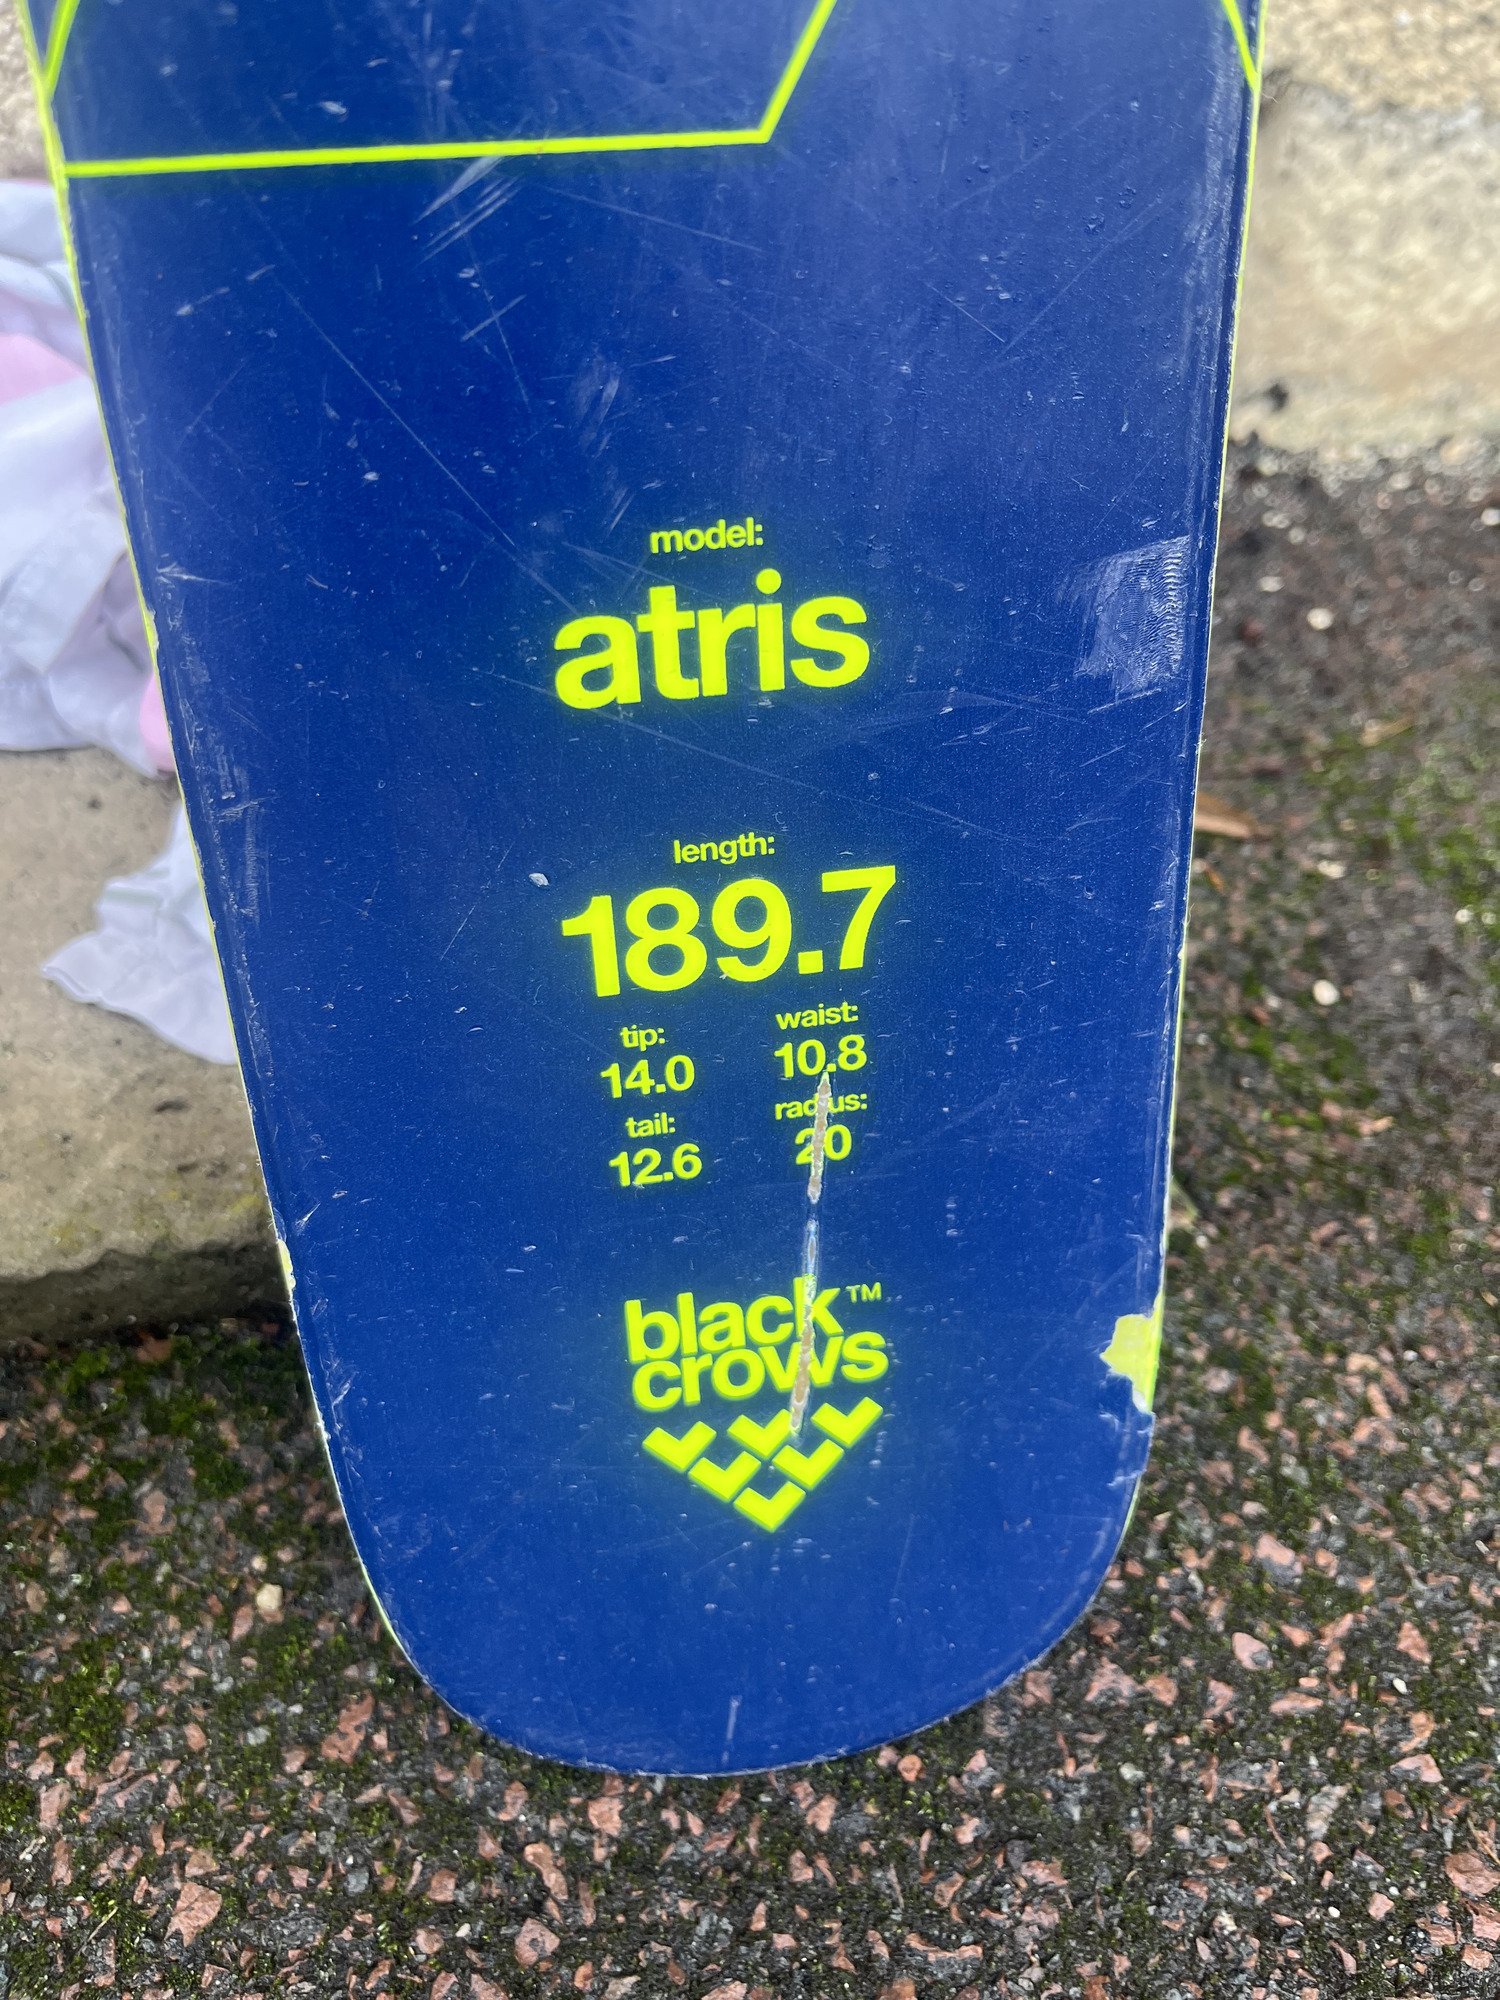 model:
atris
length:
189.7
tip:
14.0
waist:
10.8
tail:
12.6
radius:
20
black™
crows